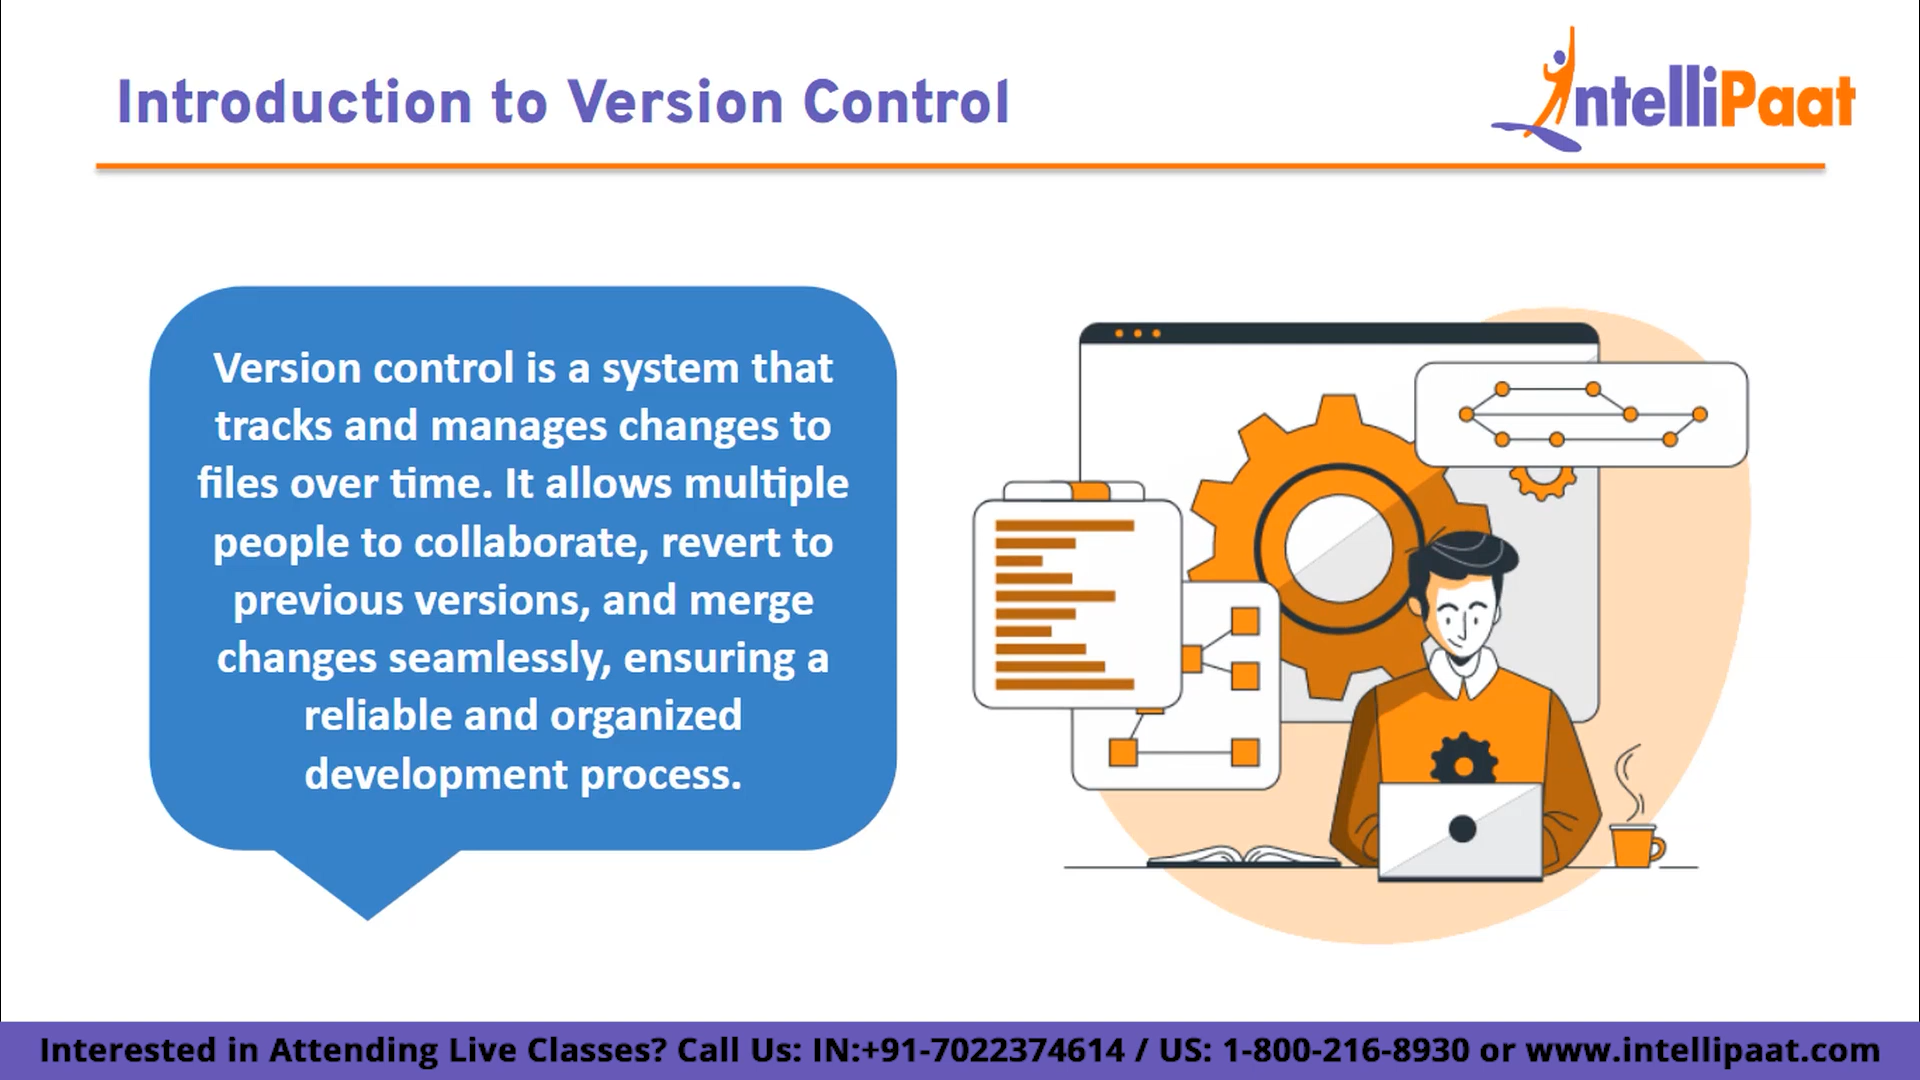 Introduction to Version Control
IntelliPaat
Version control is a system that
tracks and manages changes to
files over time. It allows multiple
people to collaborate, revert to
previous versions, and merge
changes seamlessly, ensuring a
reliable and organized
development process.
Interested in Attending Live Classes? Call Us: IN:+91-7022374614 / US: 1-800-216-8930 or www.intellipaat.com